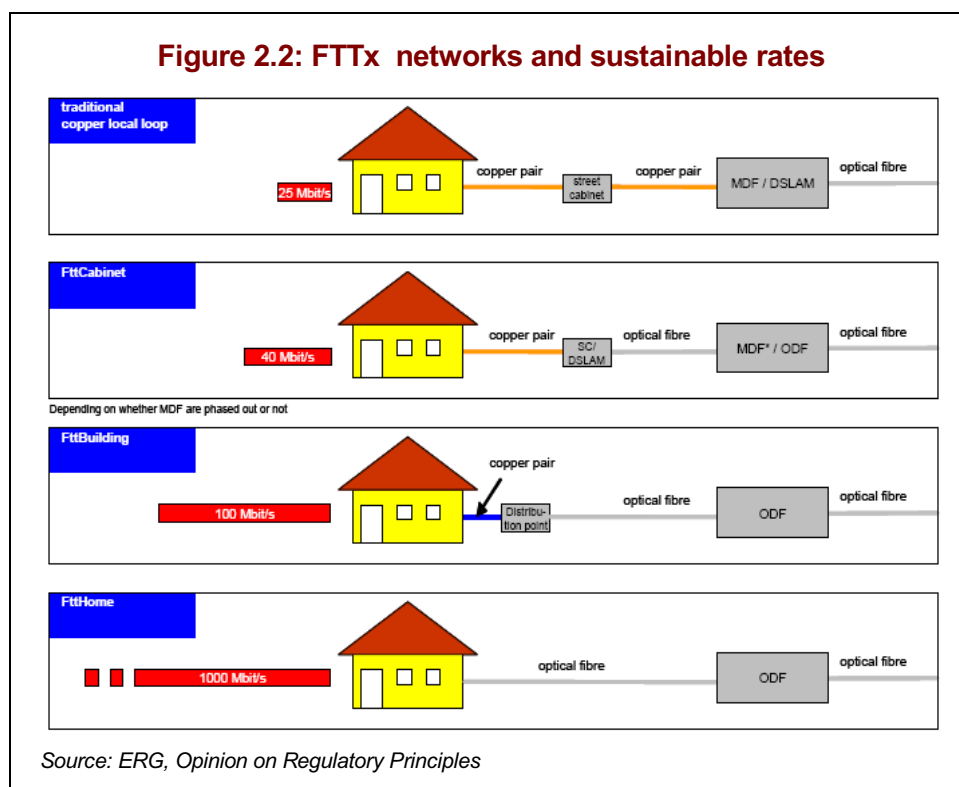 Figure 2.2: FTTx networks and sustainable rates
traditional
copper local loop
25 Mbit/s
copper pair
street
cabinet
copper pair
MDF / DSLAM
optical fibre
FttCabinet
40 Mbit/s
copper pair
SC/
DSLAM
optical fibre
MDF* / ODF
optical fibre
Depending on whether MDF are phased out or not
FttBuilding
100 Mbit/s
copper pair
Distribu-
tion point
optical fibre
ODF
optical fibre
FttHome
1000 Mbit/s
optical fibre
ODF
optical fibre
Source: ERG, Opinion on Regulatory Principles